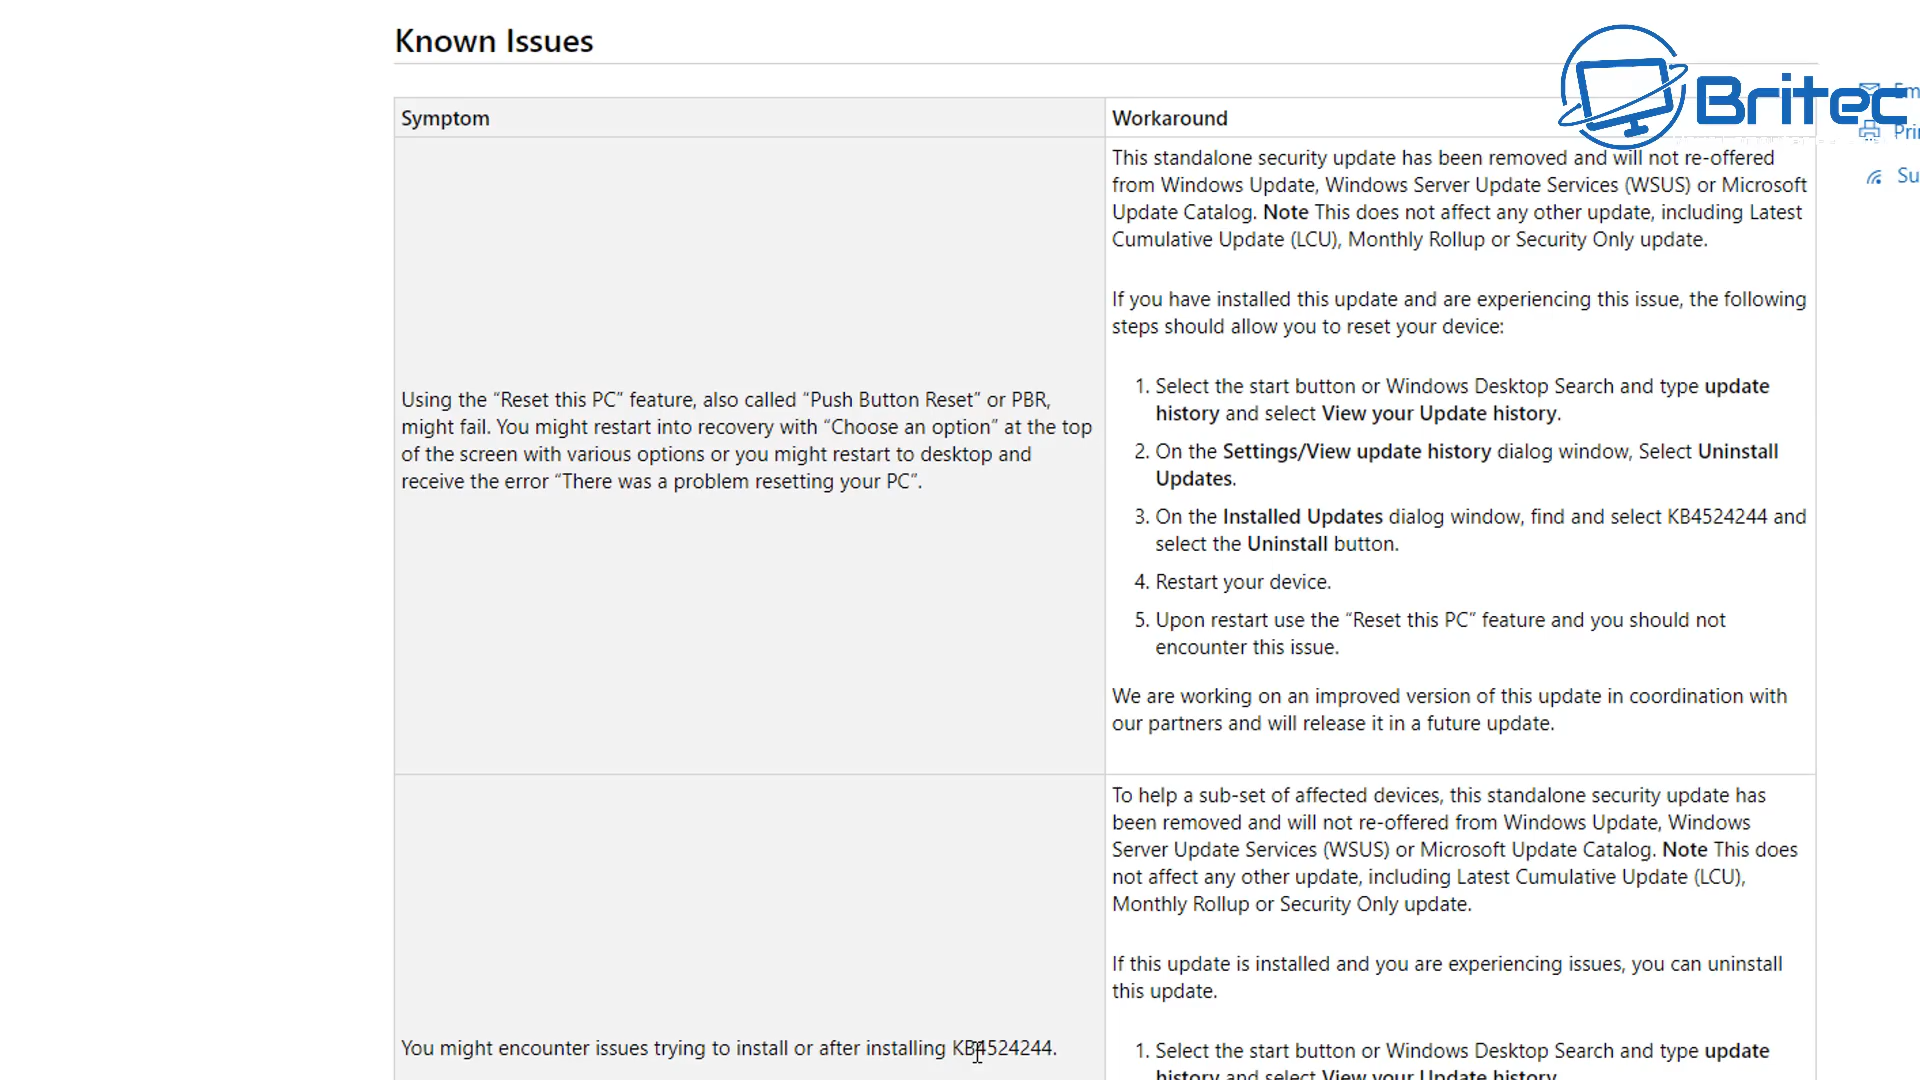 Known Issues
Symptom
Workaround
Using the “Reset this PC” feature, also called “Push Button Reset” or PBR,
might fail. You might restart into recovery with “Choose an option” at the top
of the screen with various options or you might restart to desktop and
receive the error “There was a problem resetting your PC”.
This standalone security update has been removed and will not re-offered
from Windows Update, Windows Server Update Services (WSUS) or Microsoft
Update Catalog. Note This does not affect any other update, including Latest
Cumulative Update (LCU), Monthly Rollup or Security Only update.
If you have installed this update and are experiencing this issue, the following
steps should allow you to reset your device:
1. Select the start button or Windows Desktop Search and type update
history and select View your Update history.
2. On the Settings/View update history dialog window, Select Uninstall
Updates.
3. On the Installed Updates dialog window, find and select KB4524244 and
select the Uninstall button.
4. Restart your device.
5. Upon restart use the “Reset this PC” feature and you should not
encounter this issue.
We are working on an improved version of this update in coordination with
our partners and will release it in a future update.
You might encounter issues trying to install or after installing KB4524244.
To help a sub-set of affected devices, this standalone security update has
been removed and will not re-offered from Windows Update, Windows
Server Update Services (WSUS) or Microsoft Update Catalog. Note This does
not affect any other update, including Latest Cumulative Update (LCU),
Monthly Rollup or Security Only update.
If this update is installed and you are experiencing issues, you can uninstall
this update.
1. Select the start button or Windows Desktop Search and type update
history and select View your Update history.
Britec
Em
Pri
Su